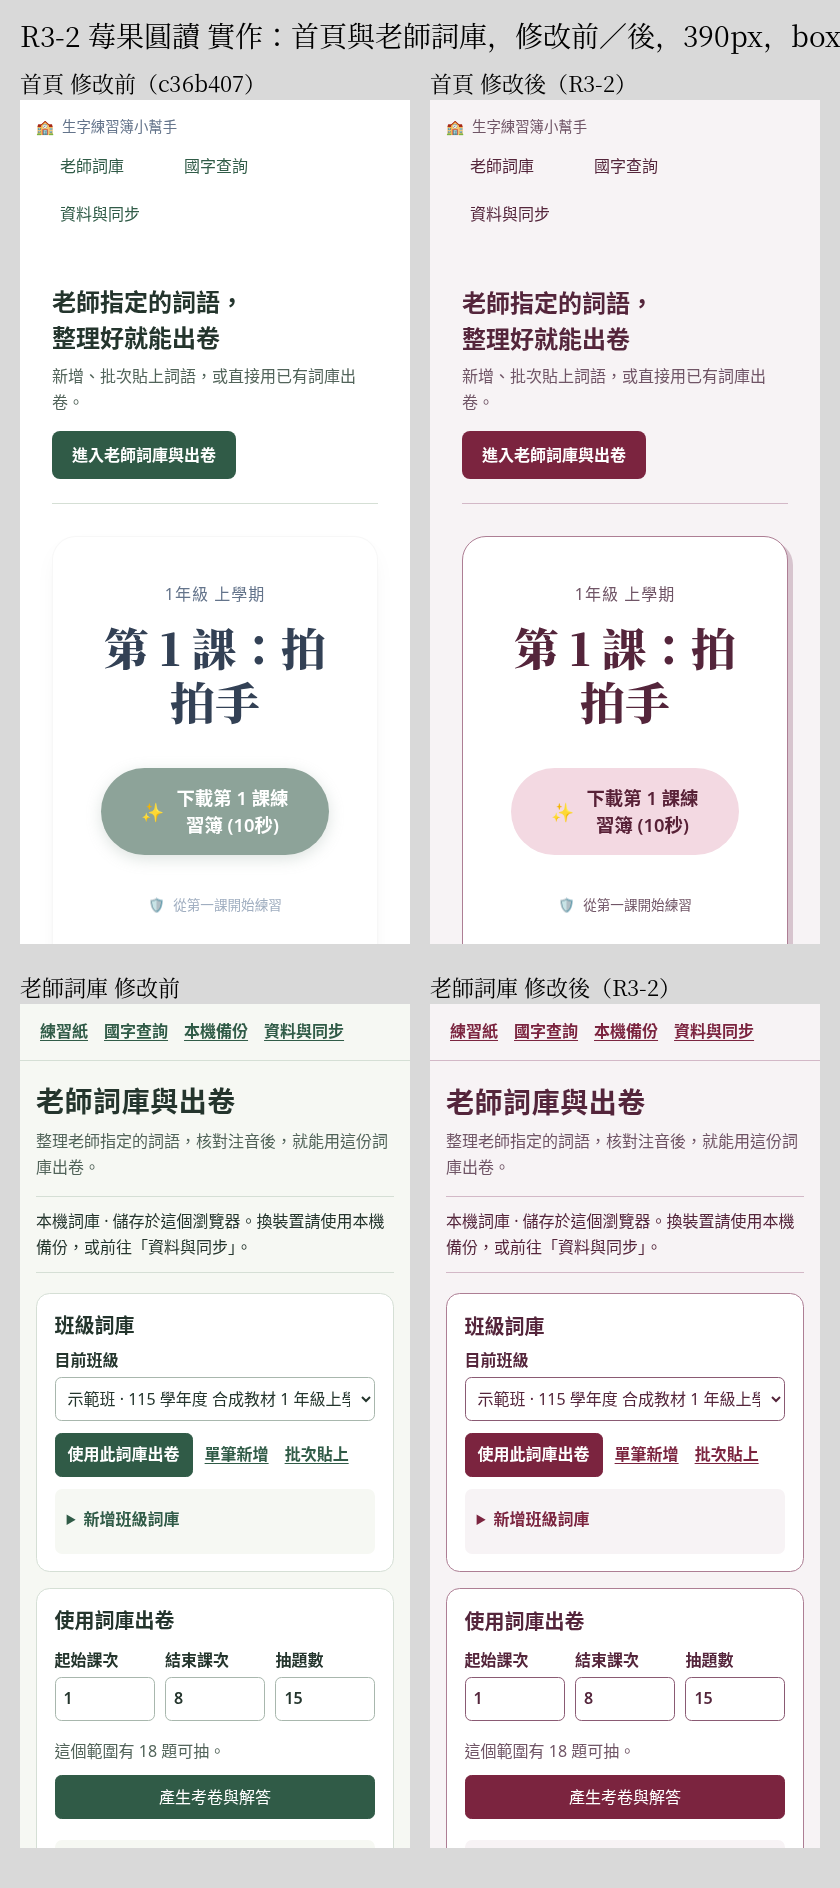 R3-2 莓果圓讀 實作：首頁與老師詞庫，修改前／後，390px，box
首頁 修改前（c36b407）
🏫 生字練習簿小幫手
老師詞庫 國字查詢
資料與同步
老師指定的詞語，
整理好就能出卷
新增、批次貼上詞語，或直接用已有詞庫出
卷。
進入老師詞庫與出卷
1年級 上學期
第 1 課：拍
拍手
✨ 下載第 1 課練
習簿 (10秒)
🛡️ 從第一課開始練習
首頁 修改後（R3-2）
🏫 生字練習簿小幫手
老師詞庫 國字查詢
資料與同步
老師指定的詞語，
整理好就能出卷
新增、批次貼上詞語，或直接用已有詞庫出
卷。
進入老師詞庫與出卷
1年級 上學期
第 1 課：拍
拍手
✨ 下載第 1 課練
習簿 (10秒)
🛡️ 從第一課開始練習
老師詞庫 修改前
練習紙 國字查詢 本機備份 資料與同步
老師詞庫與出卷
整理老師指定的詞語，核對注音後，就能用這份詞
庫出卷。
本機詞庫 · 儲存於這個瀏覽器。換裝置請使用本機
備份，或前往「資料與同步」。
班級詞庫
目前班級
示範班 · 115 學年度 合成教材 1 年級上學
使用此詞庫出卷 單筆新增 批次貼上
▶ 新增班級詞庫
使用詞庫出卷
起始課次 結束課次 抽題數
1 8 15
這個範圍有 18 題可抽。
產生考卷與解答
老師詞庫 修改後（R3-2）
練習紙 國字查詢 本機備份 資料與同步
老師詞庫與出卷
整理老師指定的詞語，核對注音後，就能用這份詞
庫出卷。
本機詞庫 · 儲存於這個瀏覽器。換裝置請使用本機
備份，或前往「資料與同步」。
班級詞庫
目前班級
示範班 · 115 學年度 合成教材 1 年級上學
使用此詞庫出卷 單筆新增 批次貼上
▶ 新增班級詞庫
使用詞庫出卷
起始課次 結束課次 抽題數
1 8 15
這個範圍有 18 題可抽。
產生考卷與解答